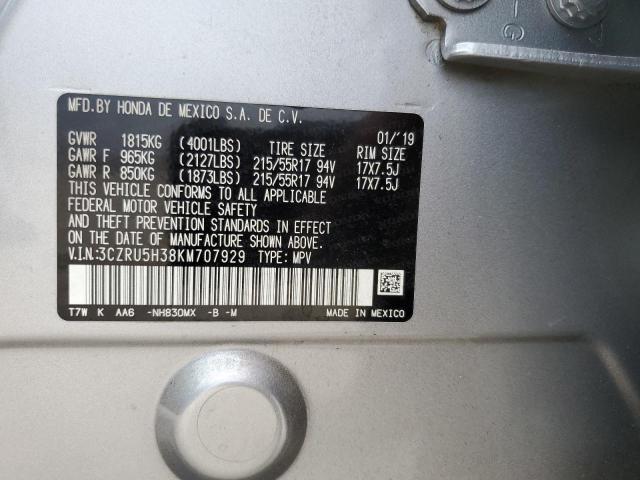 -G
MFD.BY HONDA DE MEXICO S.A. DE C.V.
01/'19
GVWR 1815KG (4001LBS) TIRE SIZE RIM SIZE
GAWR F 965KG (2127LBS) 215/55R17 94V 17X7.5J
GAWR R 850KG (1873LBS) 215/55R17 94V 17X7.5J
THIS VEHICLE CONFORMS TO ALL APPLICABLE
FEDERAL MOTOR VEHICLE SAFETY
AND THEFT PREVENTION STANDARDS IN EFFECT
ON THE DATE OF MANUFACTURE SHOWN ABOVE.
V.I.N:3CZRU5H38KM707929 TYPE: MPV
T7W K AA6 -NH830MX -B -M MADE IN MEXICO